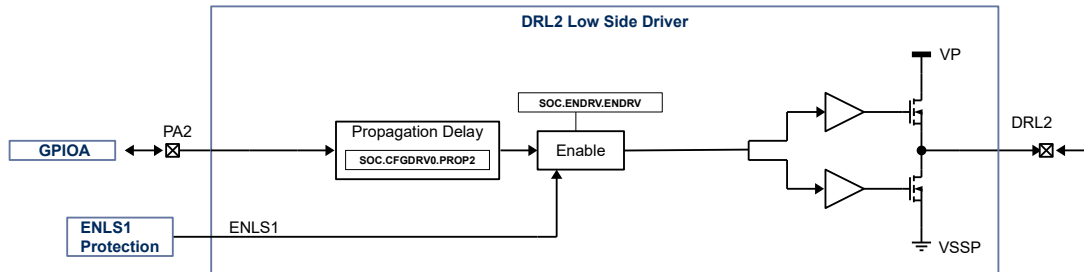 DRL2 Low Side Driver
VP
SOC.ENDRV.ENDRV
PA2
Propagation Delay
DRL2
GPIOA
SOC.CFGDRV0.PROP2
Enable
ENLS1
Protection
ENLS1
VSSP